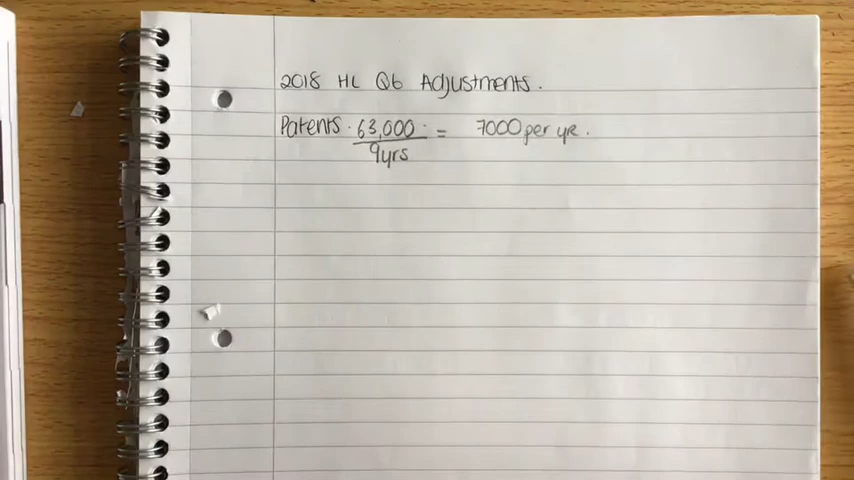 2018 HL Q6 Adjustments.
Patents. 63,000. = 7000 per yr.
9yrs